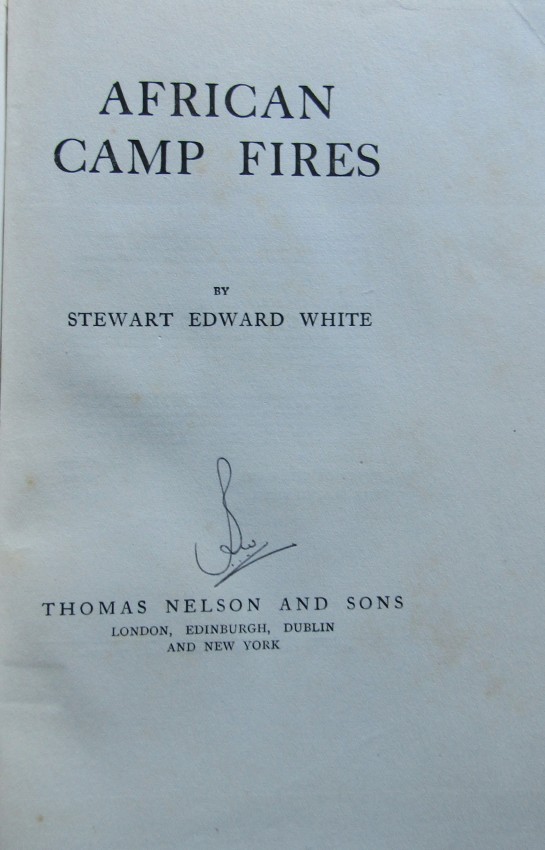 AFRICAN
CAMP FIRES
BY
STEWART EDWARD WHITE
THOMAS NELSON AND SONS
LONDON, EDINBURGH, DUBLIN
AND NEW YORK